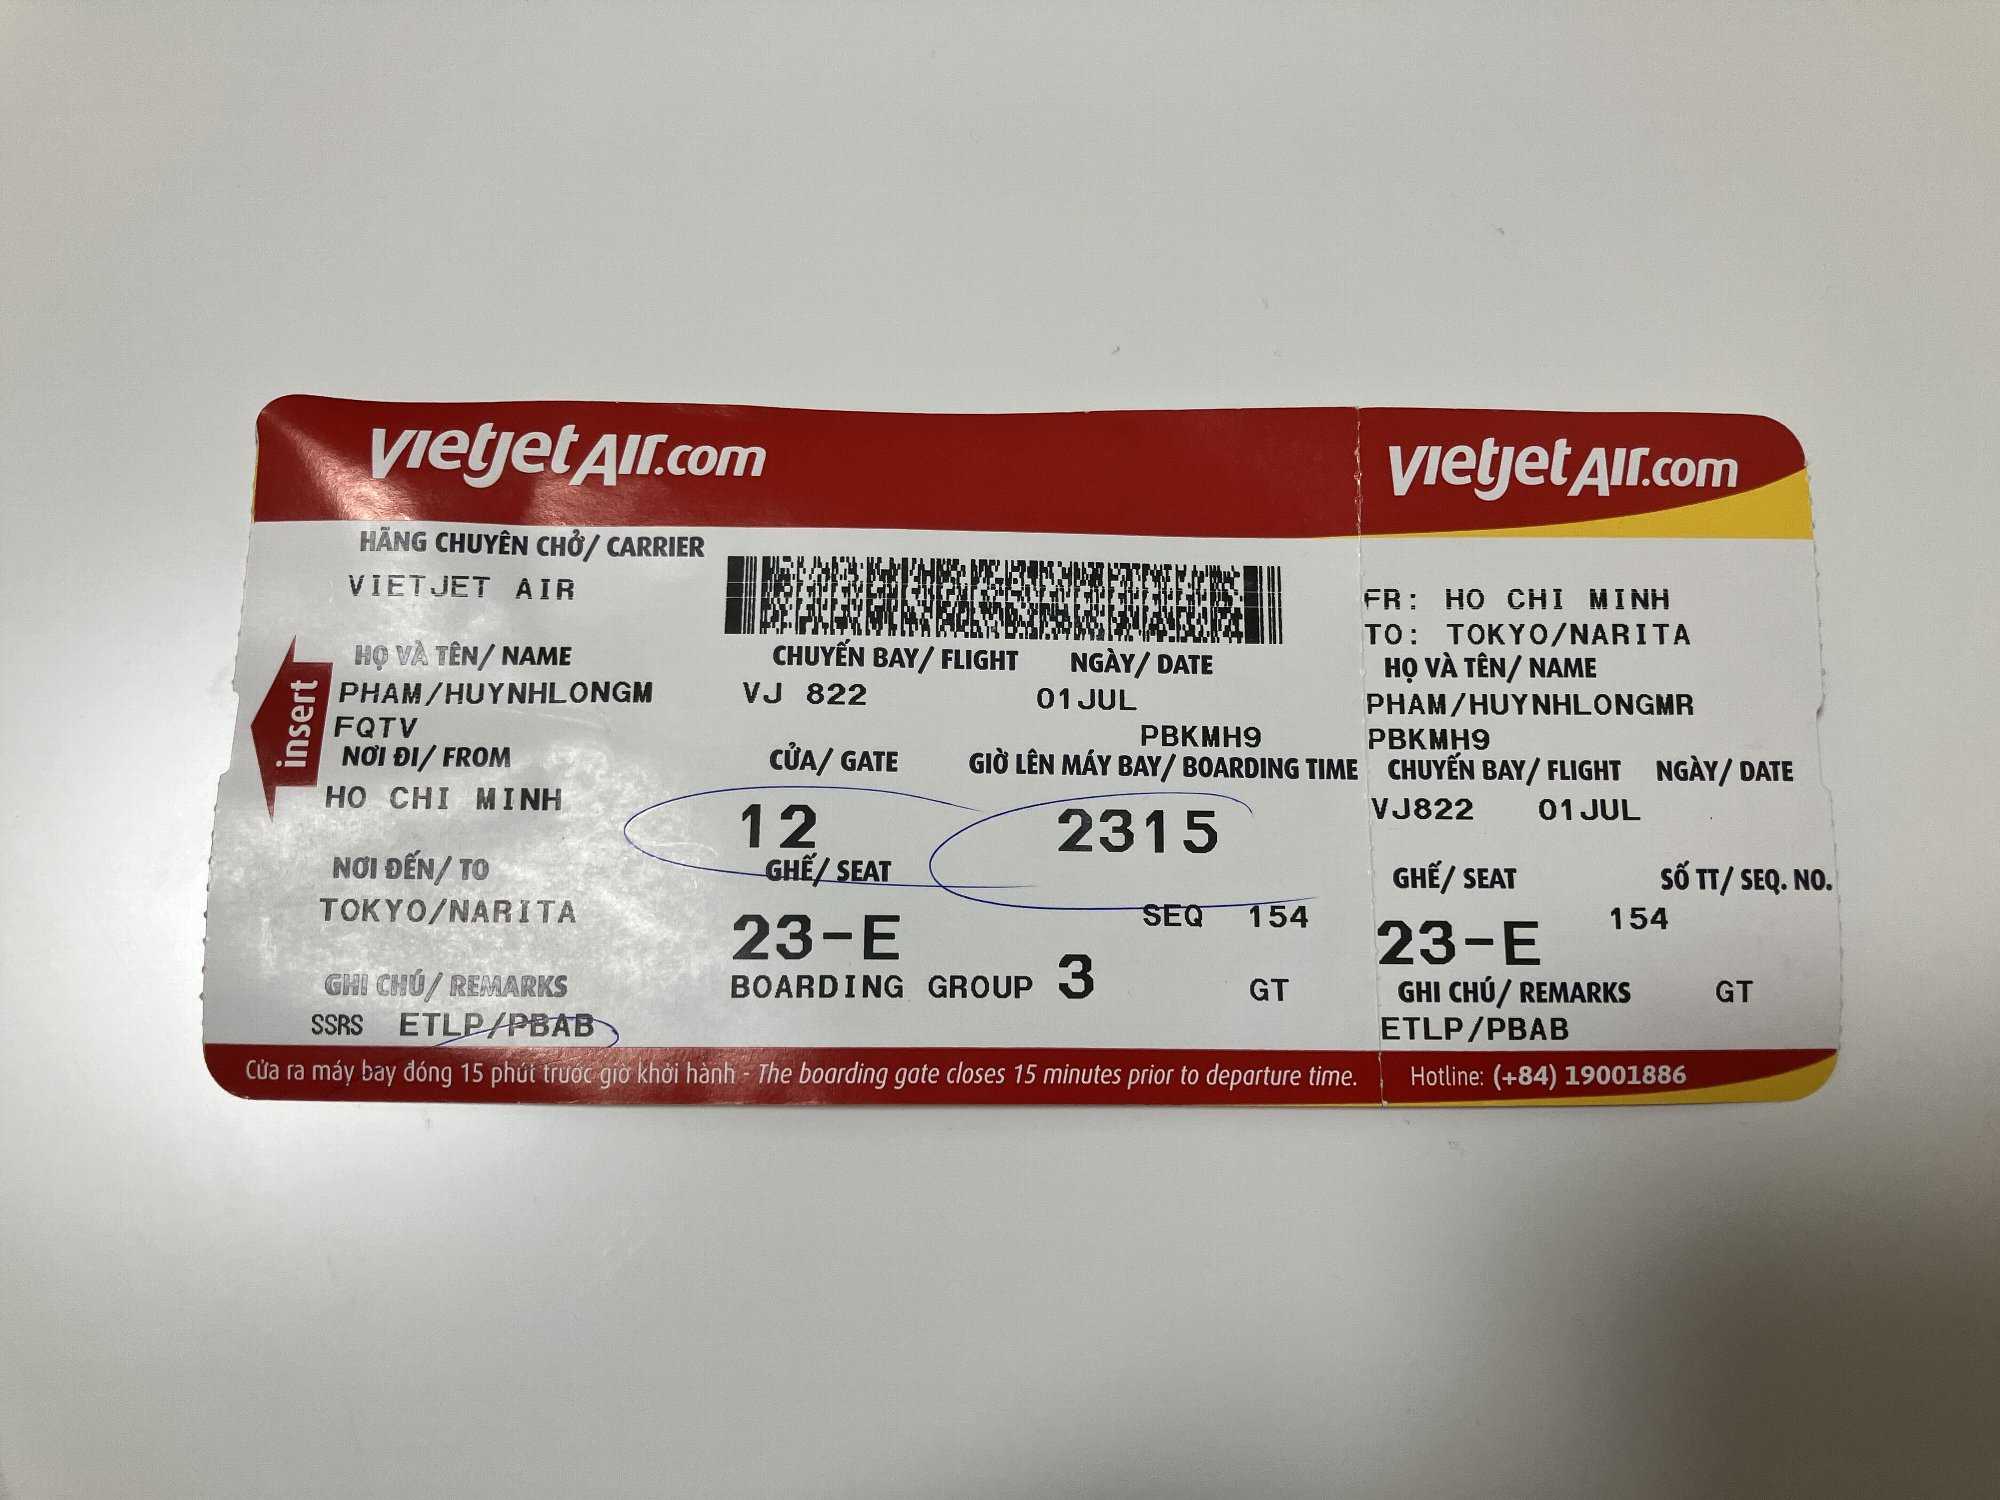 vietjetAir.com
HÃNG CHUYÊN CHỞ/ CARRIER
VIETJET AIR
HỌ VÀ TÊN/ NAME
PHAM/HUYNHLONGM
FQTV
NƠI ĐI/ FROM
HO CHI MINH
NƠI ĐẾN/ TO
TOKYO/NARITA
GHI CHÚ/ REMARKS
SSRS ETLP/PBAB
insert
CHUYẾN BAY/ FLIGHT NGÀY/ DATE
VJ 822 01JUL
PBKMH9
CỬA/ GATE GIỜ LÊN MÁY BAY/ BOARDING TIME
12 2315
GHẾ/ SEAT
SEQ 154
23-E
BOARDING GROUP 3 GT
Cửa ra máy bay đóng 15 phút trước giờ khởi hành - The boarding gate closes 15 minutes prior to departure time.
vietjetAir.com
FR: HO CHI MINH
TO: TOKYO/NARITA
HỌ VÀ TÊN/ NAME
PHAM/HUYNHLONGMR
PBKMH9
CHUYẾN BAY/ FLIGHT NGÀY/ DATE
VJ822 01JUL
GHẾ/ SEAT SỐ TT/ SEQ. NO.
23-E 154
GHI CHÚ/ REMARKS GT
ETLP/PBAB
Hotline: (+84) 19001886